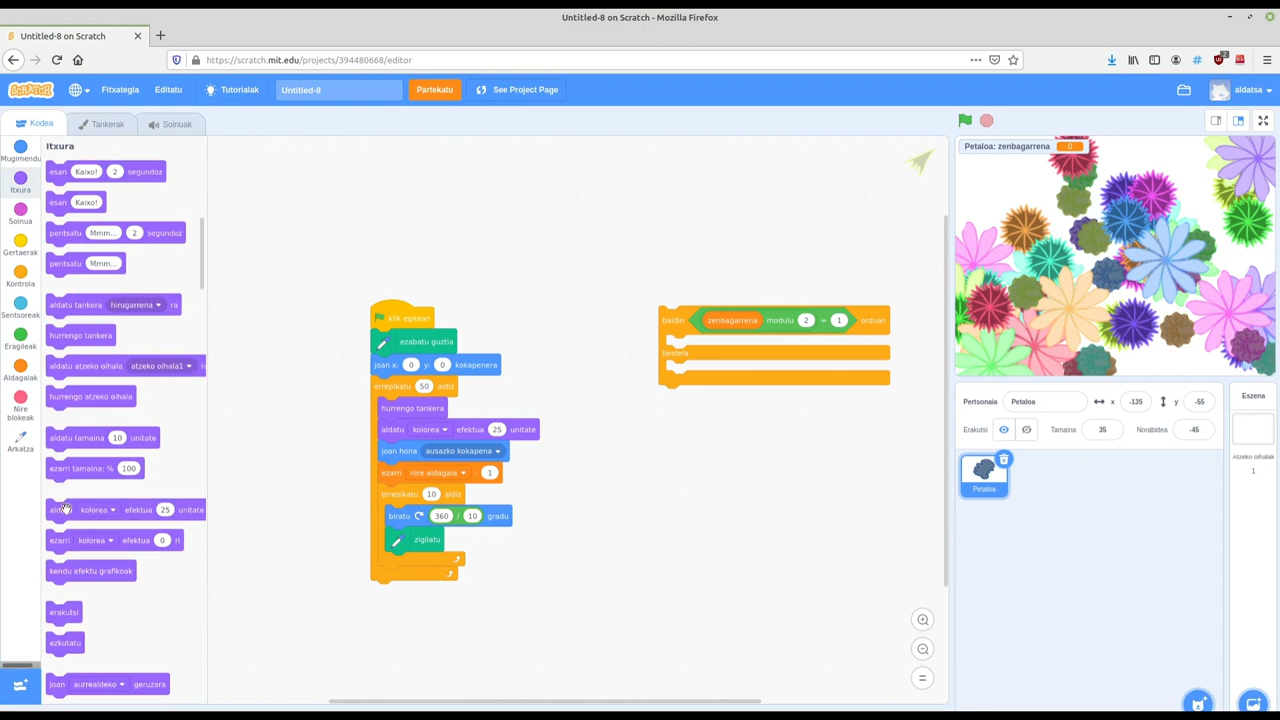 Untitled-8 on Scratch - Mozilla Firefox
Untitled-8 on Scratch
https://scratch.mit.edu/projects/394480668/editor
2
SCRATCH
Fitxategia
Editatu
Tutorialak
Untitled-8
Partekatu
See Project Page
aldatsa
Kodea
Tankerak
Soinuak
Mugimendu
Itxura
Soinua
Gertaerak
Kontrola
Sentsoreak
Eragileak
Aldagaiak
Nire
blokeak
Arkatza
Itxura
esan Kaixo! 2 segundoz
esan Kaixo!
pentsatu Mmm... 2 segundoz
pentsatu Mmm...
aldatu tankera hirugarrena ra
hurrengo tankera
aldatu atzeko oihala atzeko oihala1
hurrengo atzeko oihala
aldatu tamaina 10 unitate
ezarri tamaina: % 100
kolorea efektua 25 unitate
ezarri kolorea efektua 0 ri
kendu efektu grafikoak
erakutsi
ezkutatu
joan aurrealdeko geruzara
klik egitean
ezabatu guztia
joan x: 0 y: 0 kokapenera
errepikatu 50 aldiz
hurrengo tankera
aldatu kolorea efektua 25 unitate
joan hona ausazko kokapena
ezarri nire aldagaia 1
errepikatu 10 aldiz
biratu 360 / 10 gradu
zigilatu
baldin zenbagarrena modulu 2 = 1 orduan
bestela
Petaloa: zenbagarrena 0
Pertsonaia Petaloa x -135 y -55
Erakutsi Tamaina 35 Norabidea -45
Petaloa
Eszena
Atzeko oihalak
1